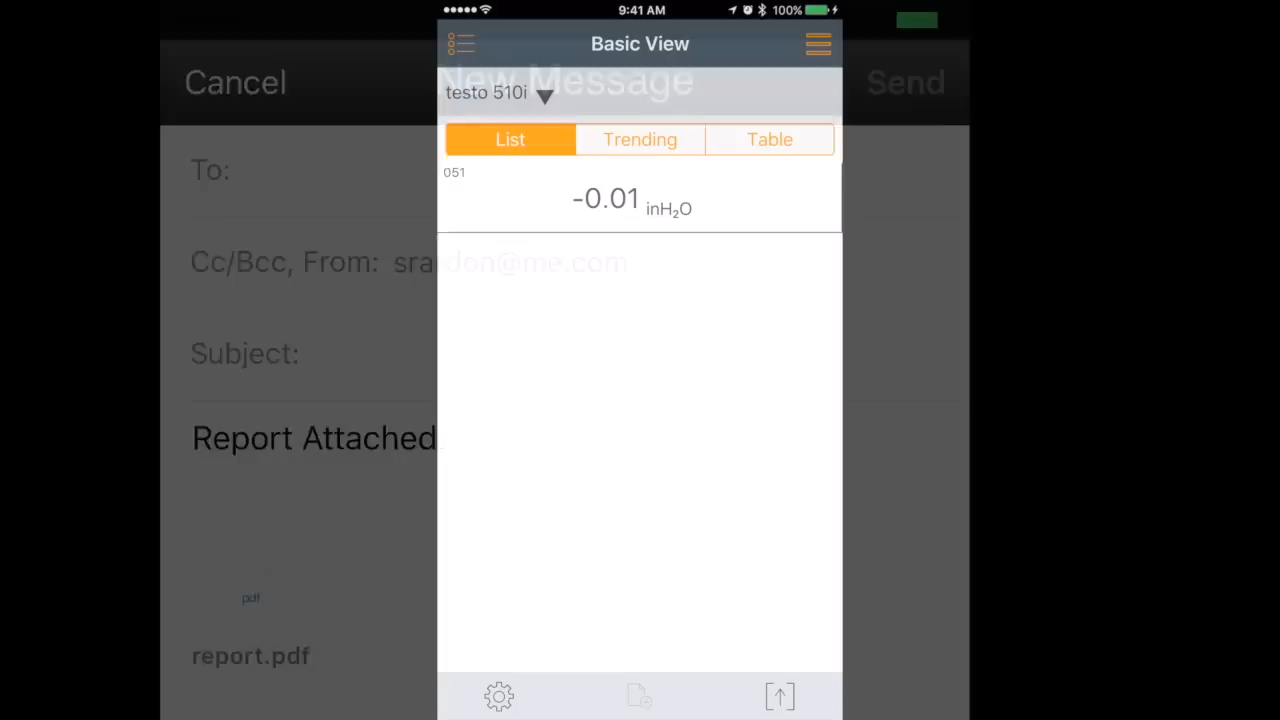 9:41 AM
100%
Basic View
Cancel
New Message
Send
testo 510i
List
Trending
Table
To:
051
-0.01 inH₂O
Cc/Bcc, From:
Subject:
Report Attached
pdf
report.pdf